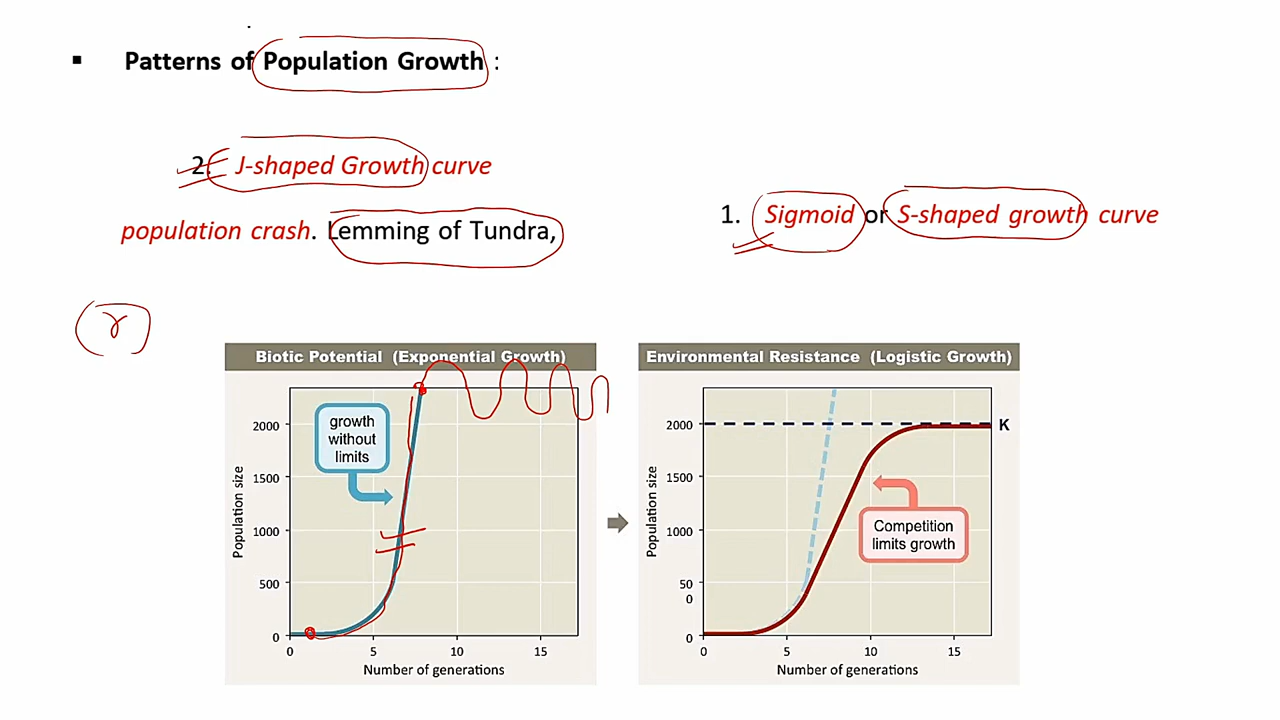 ▪ Patterns of Population Growth :
2. J-shaped Growth curve
population crash. Lemming of Tundra,
1. Sigmoid or S-shaped growth curve
Biotic Potential (Exponential Growth)
growth
without
limits
2000
1500
1000
500
0
Population size
0 5 10 15
Number of generations
Environmental Resistance (Logistic Growth)
K
Competition
limits growth
2000
1500
1000
50
0
0
Population size
0 5 10 15
Number of generations